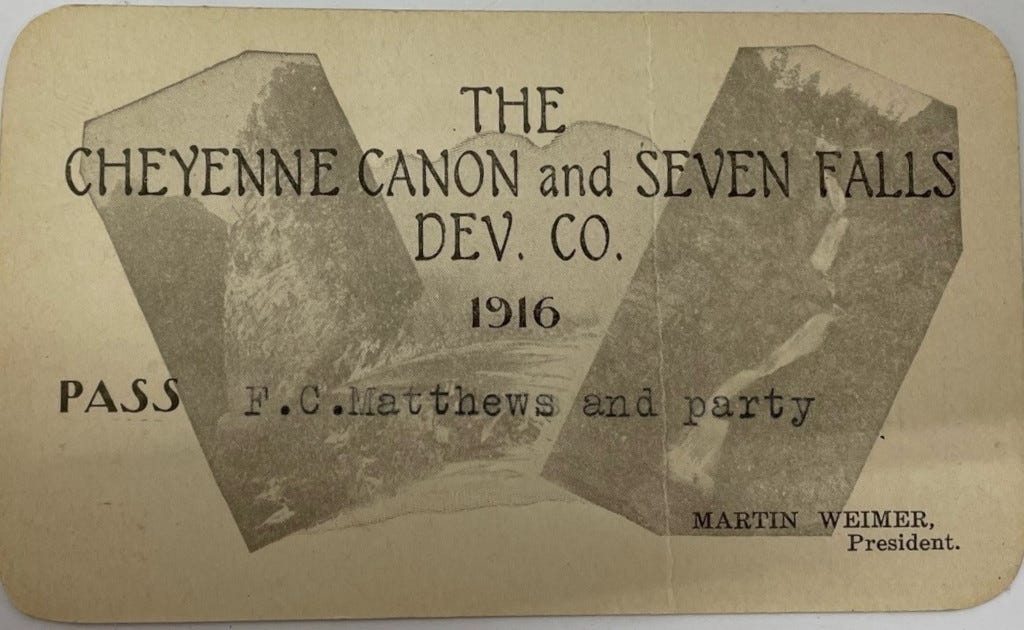 THE
CHEYENNE CANON and SEVEN FALLS
DEV. CO.
1916
PASS F.C.Matthews and party
MARTIN WEIMER,
President.